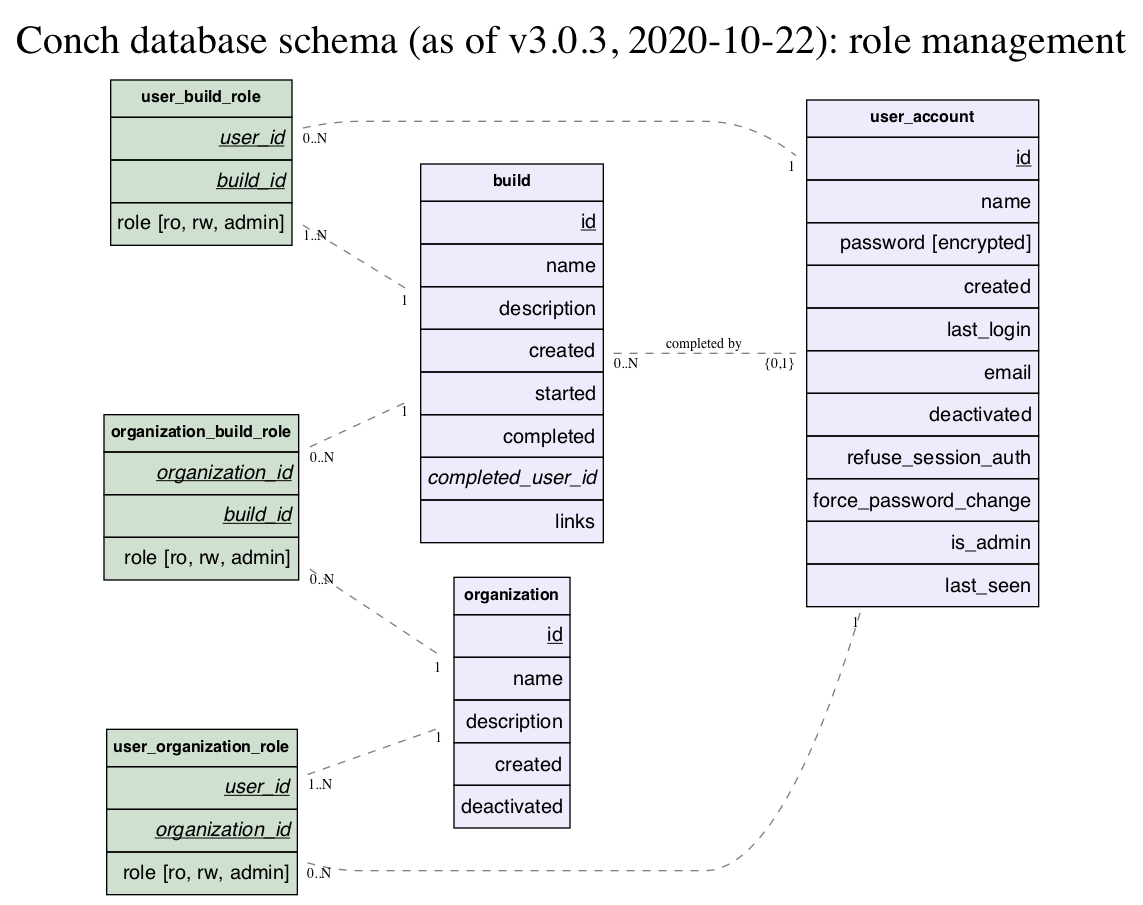 Conch database schema (as of v3.0.3, 2020-10-22): role management
user_build_role
user_id
build_id
role [ro, rw, admin]
0..N
1..N
1
1
build
id
name
description
created
started
completed
completed_user_id
links
completed by
0..N
{0,1}
user_account
id
name
password [encrypted]
created
last_login
email
deactivated
refuse_session_auth
force_password_change
is_admin
last_seen
organization_build_role
organization_id
build_id
role [ro, rw, admin]
0..N
1
0..N
1
organization
id
name
description
created
deactivated
user_organization_role
user_id
organization_id
role [ro, rw, admin]
1..N
1
0..N
1